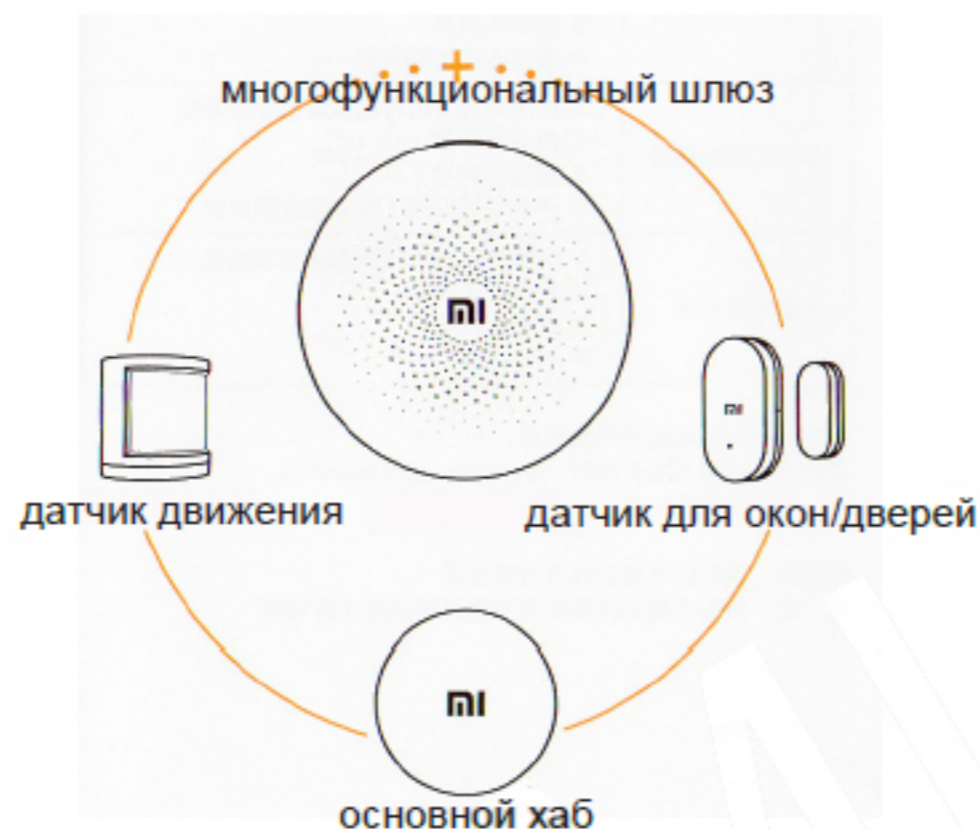 многофункциональный шлюз
mi
mi
датчик движения
датчик для окон/дверей
mi
основной хаб